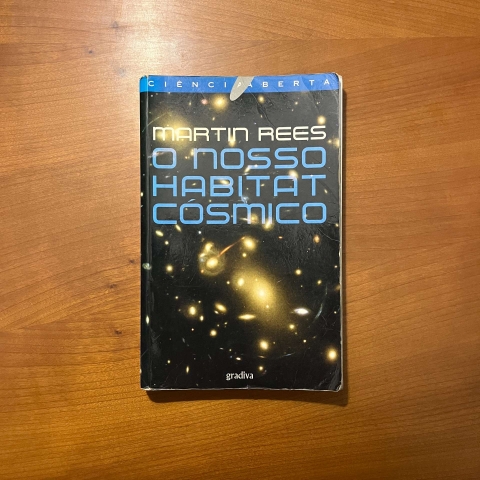 CIÊNCIA ABERTA
MARTIN REES
O NOSSO
HABITAT
CÓSMICO
gradiva